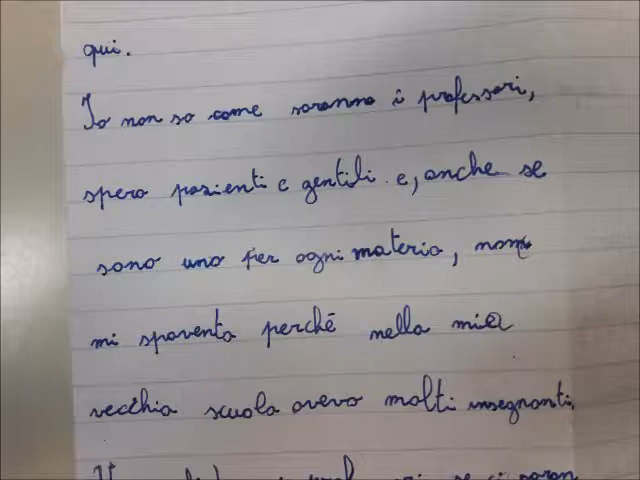 qui.
Io non so come saranno i professori,
spero pazienti e gentili e, anche se
sono uno per ogni materia, non
mi spaventa perchè nella mia
vecchia scuola avevo molti insegnanti,